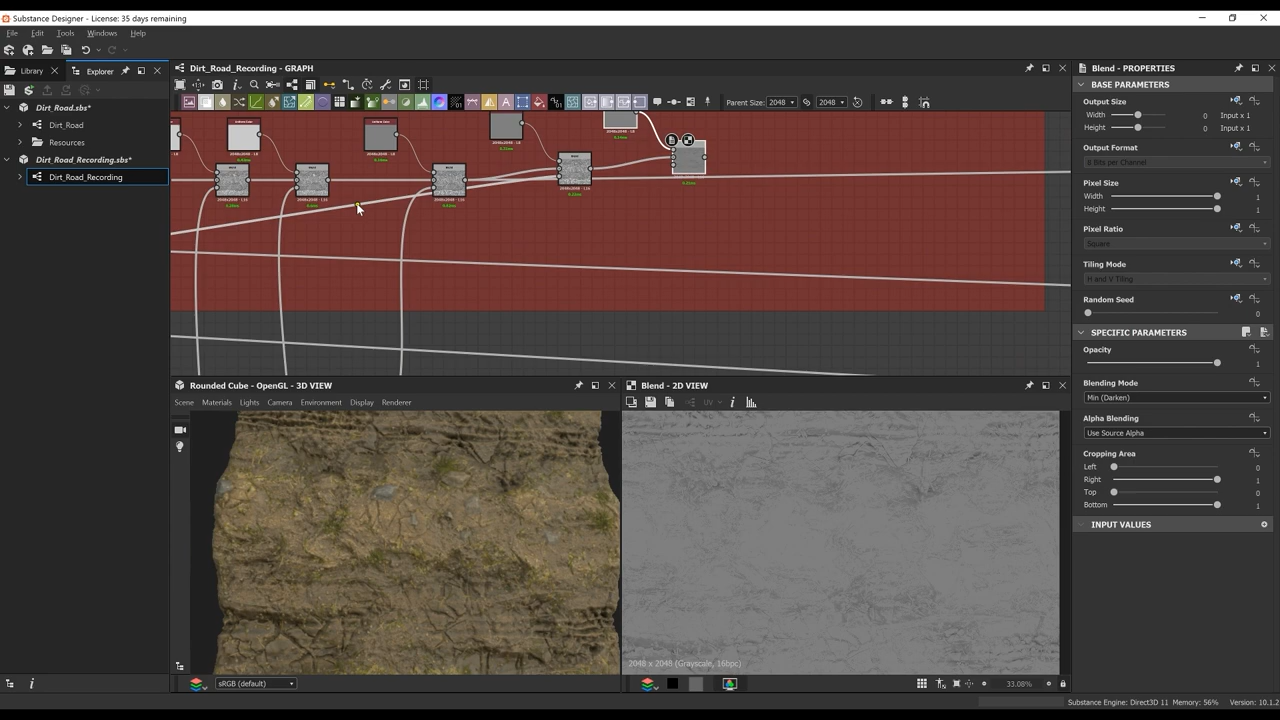 Substance Designer - License: 35 days remaining
File Edit Tools Windows Help
Library Explorer
Dirt_Road.sbs*
Dirt_Road
Resources
Dirt_Road_Recording.sbs*
Dirt_Road_Recording
Dirt_Road_Recording - GRAPH
Parent Size: 2048 2048
Rounded Cube - OpenGL - 3D VIEW
Scene Materials Lights Camera Environment Display Renderer
sRGB (default)
Blend - 2D VIEW
UV
2048 x 2048 (Grayscale, 16bpc)
33.08%
Blend - PROPERTIES
BASE PARAMETERS
Output Size
Width 0 Input x 1
Height 0 Input x 1
Output Format
8 Bits per Channel
Pixel Size
Width 1
Height 1
Pixel Ratio
Square
Tiling Mode
H and V Tiling
Random Seed
0
SPECIFIC PARAMETERS
Opacity
1
Blending Mode
Min (Darken)
Alpha Blending
Use Source Alpha
Cropping Area
Left 0
Right 1
Top 0
Bottom 1
INPUT VALUES
Substance Engine: Direct3D 11 Memory: 56% Version: 10.1.2